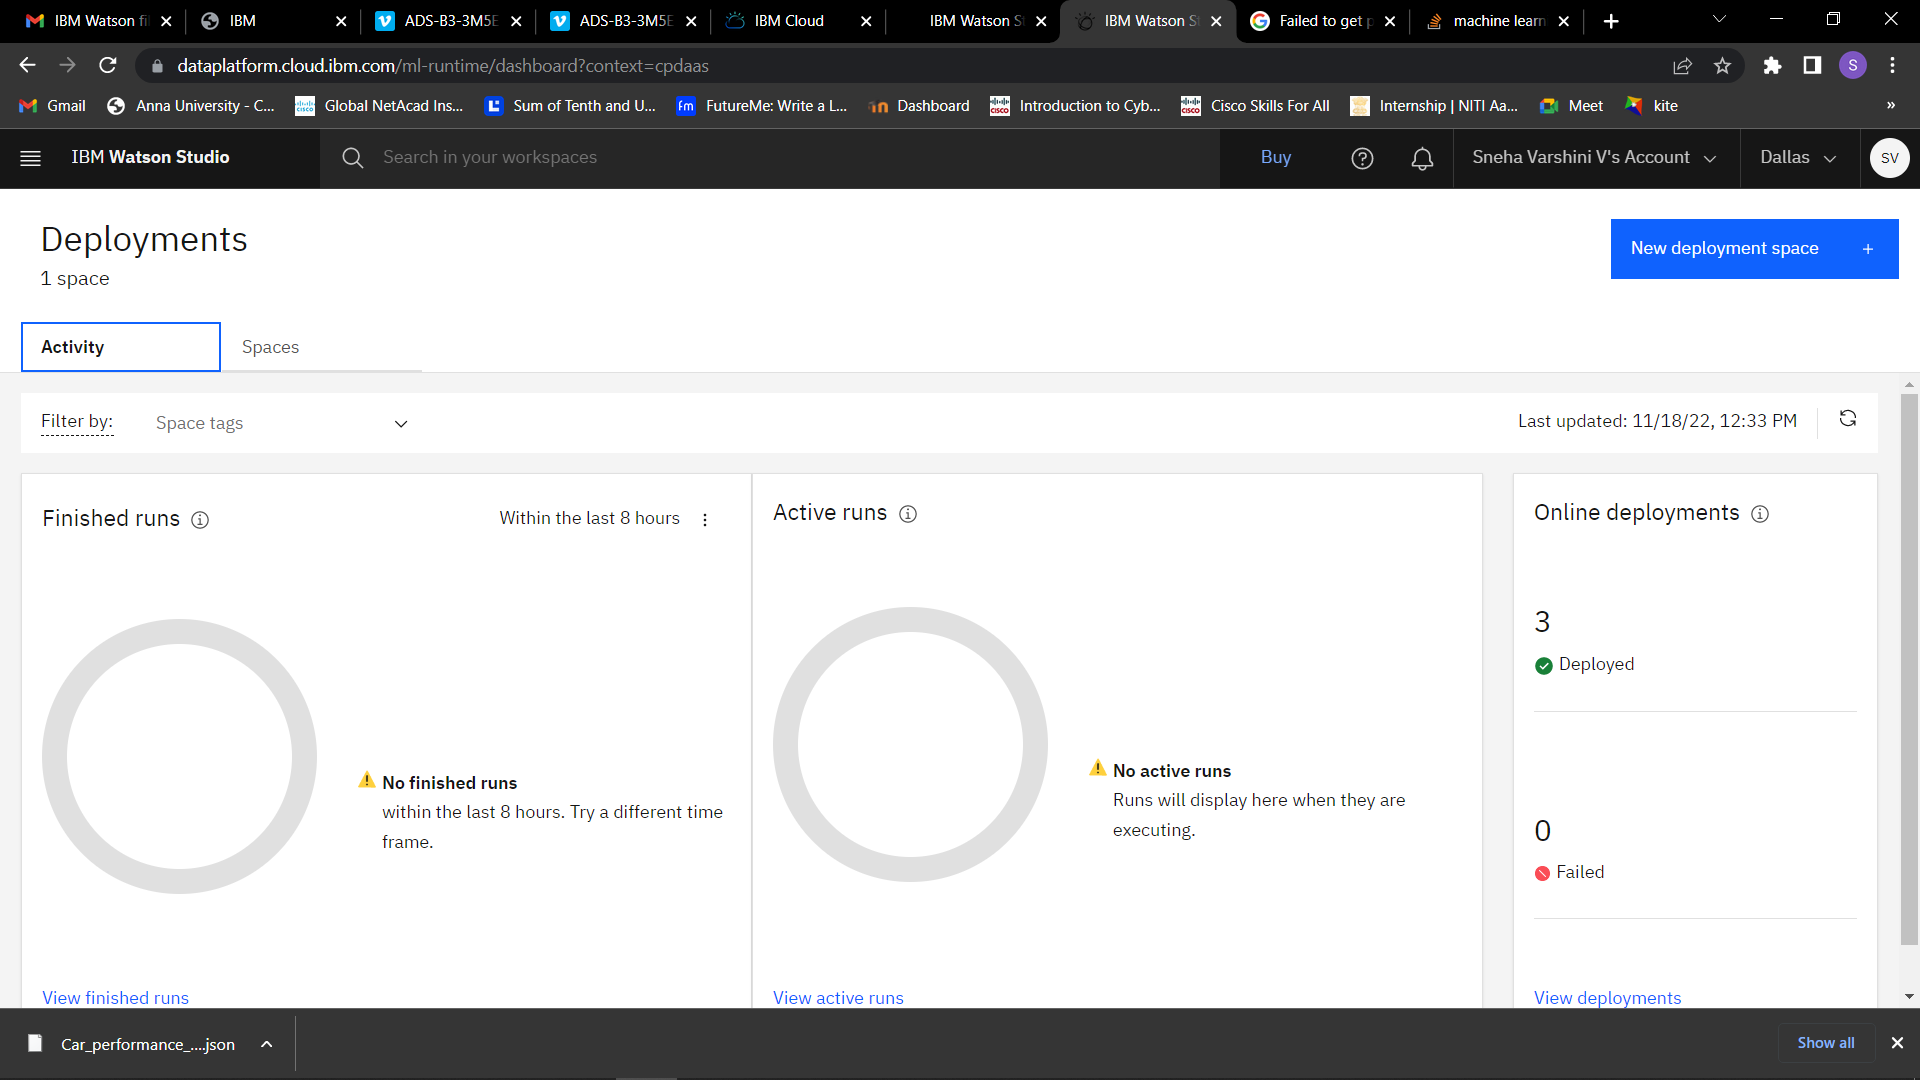 IBM Watson fi
IBM
ADS-B3-3M5E
ADS-B3-3M5E
IBM Cloud
IBM Watson S
IBM Watson S
Failed to get p
machine learn
dataplatform.cloud.ibm.com/ml-runtime/dashboard?context=cpdaas
S
Gmail
Anna University - C...
Global NetAcad Ins...
Sum of Tenth and U...
FutureMe: Write a L...
Dashboard
Introduction to Cyb...
Cisco Skills For All
Internship | NITI Aa...
Meet
kite
»
IBM Watson Studio
Search in your workspaces
Buy
Sneha Varshini V's Account
Dallas
SV
Deployments
1 space
New deployment space +
Activity
Spaces
Filter by:
Space tags
Last updated: 11/18/22, 12:33 PM
Finished runs
Within the last 8 hours
No finished runs
within the last 8 hours. Try a different time
frame.
View finished runs
Active runs
No active runs
Runs will display here when they are
executing.
View active runs
Online deployments
3
Deployed
0
Failed
View deployments
Car_performance_....json
Show all